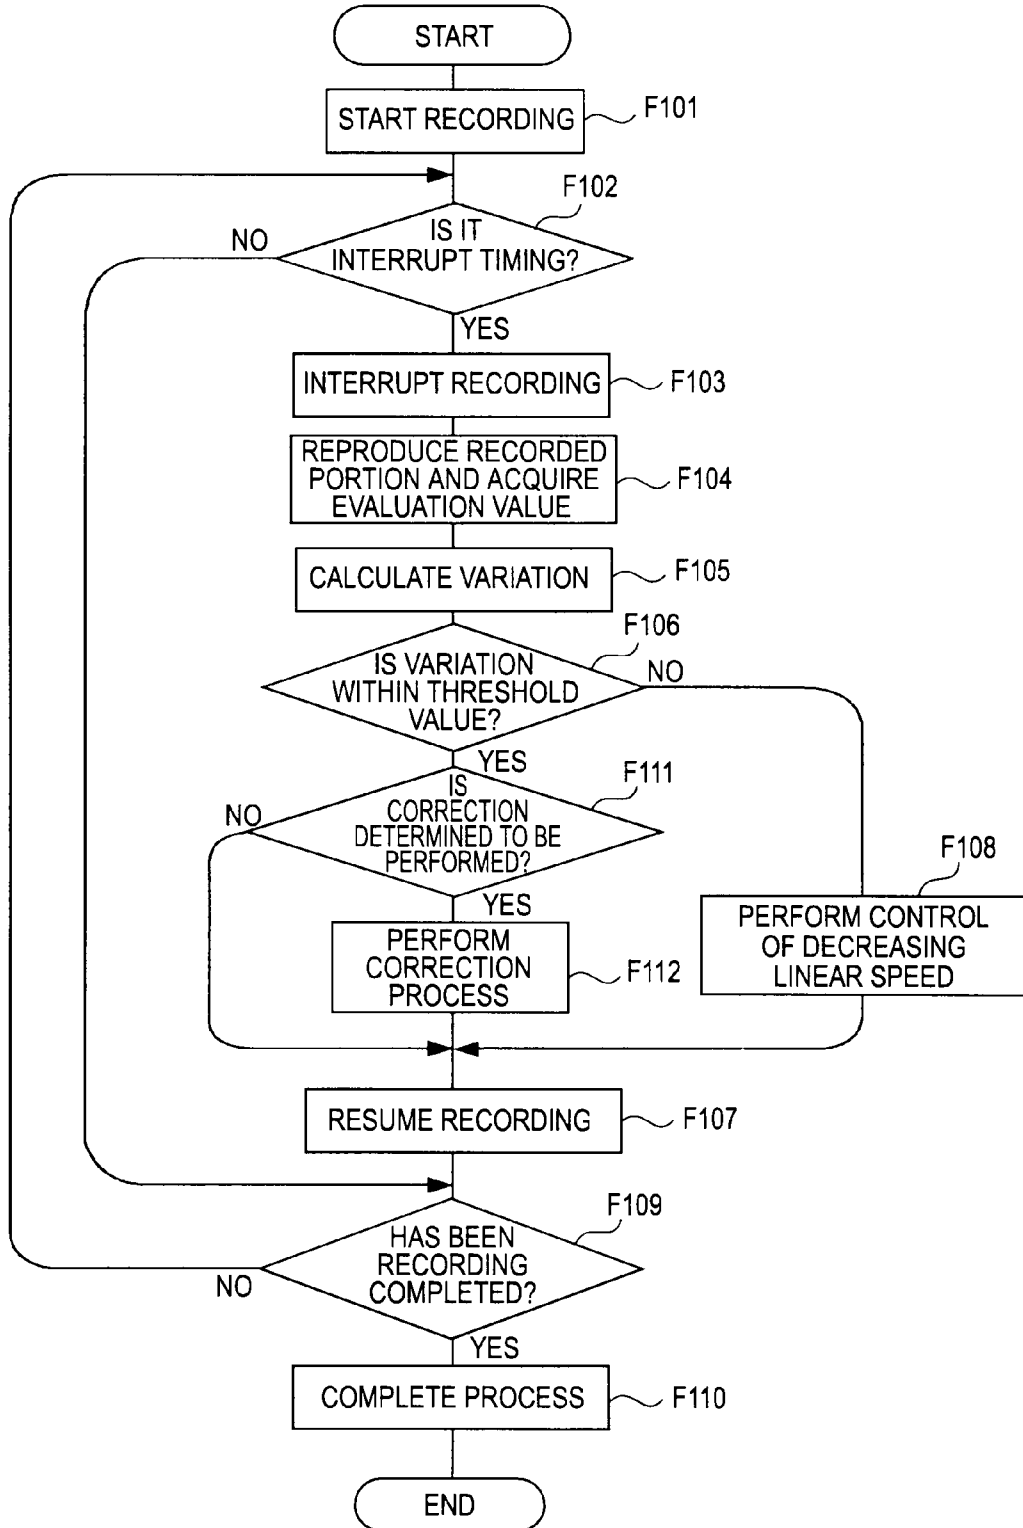 START
START RECORDING
F101
F102
IS IT
INTERRUPT TIMING?
NO
YES
INTERRUPT RECORDING
F103
REPRODUCE RECORDED
PORTION AND ACQUIRE
EVALUATION VALUE
F104
CALCULATE VARIATION
F105
F106
IS VARIATION
WITHIN THRESHOLD
VALUE?
NO
YES
F111
IS
CORRECTION
DETERMINED TO BE
PERFORMED?
NO
YES
F108
PERFORM CONTROL
OF DECREASING
LINEAR SPEED
PERFORM
CORRECTION
PROCESS
F112
RESUME RECORDING
F107
F109
HAS BEEN
RECORDING
COMPLETED?
NO
YES
COMPLETE PROCESS
F110
END